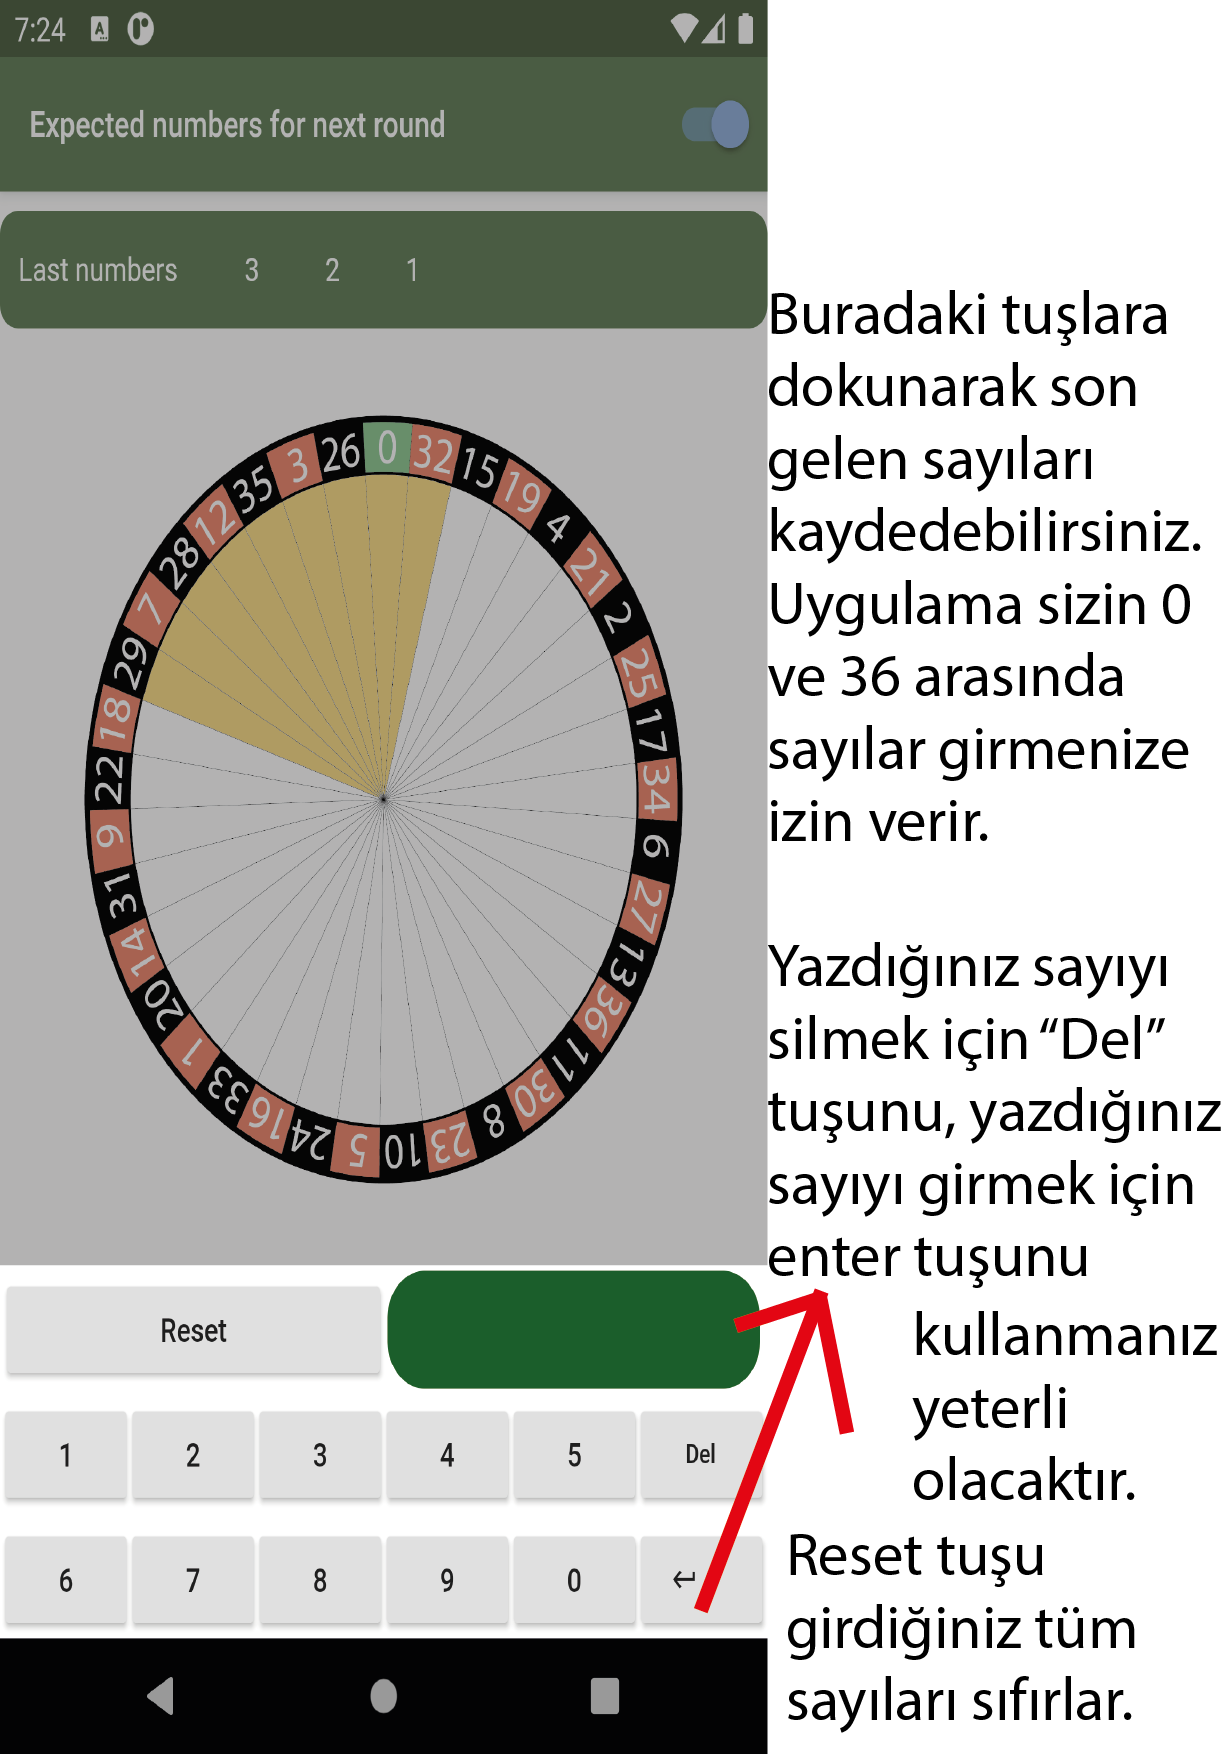 7:24
Expected numbers for next round
Last numbers 3 2 1
0 32 15 19 4 21 2 25 17 34 6 27 13 36 11 30 8 23 10 5 24 16 33 1 20 14 31 9 22 18 29 7 28 12 35 3 26
Buradaki tuşlara
dokunarak son
gelen sayıları
kaydedebilirsiniz.
Uygulama sizin 0
ve 36 arasında
sayılar girmenize
izin verir.
Yazdığınız sayıyı
silmek için “Del”
tuşunu, yazdığınız
sayıyı girmek için
enter tuşunu
kullanmanız
yeterli
olacaktır.
Reset tuşu
girdiğiniz tüm
sayıları sıfırlar.
Reset
1 2 3 4 5 Del
6 7 8 9 0 ↵